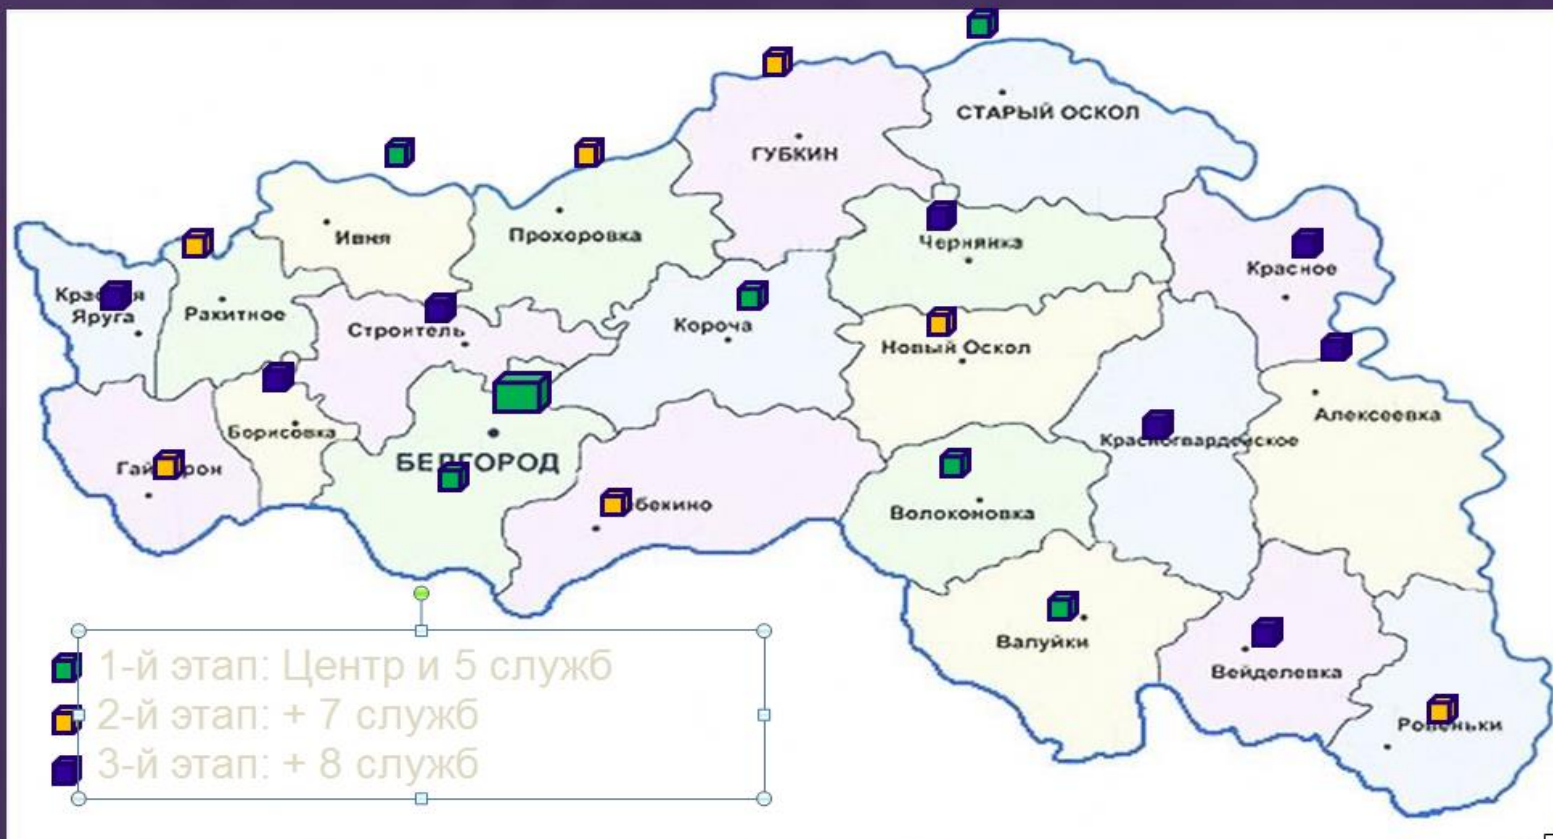 СТАРЫЙ ОСКОЛ
ГУБКИН
Ивня
Прохоровка
Чернянка
Красное
Яруга
Ракитное
Строитель
Короча
Новый Оскол
Алексеевка
Борисовка
БЕЛГОРОД
Волоконовка
Валуйки
Вейделевка
1-й этап: Центр и 5 служб
2-й этап: + 7 служб
3-й этап: + 8 служб